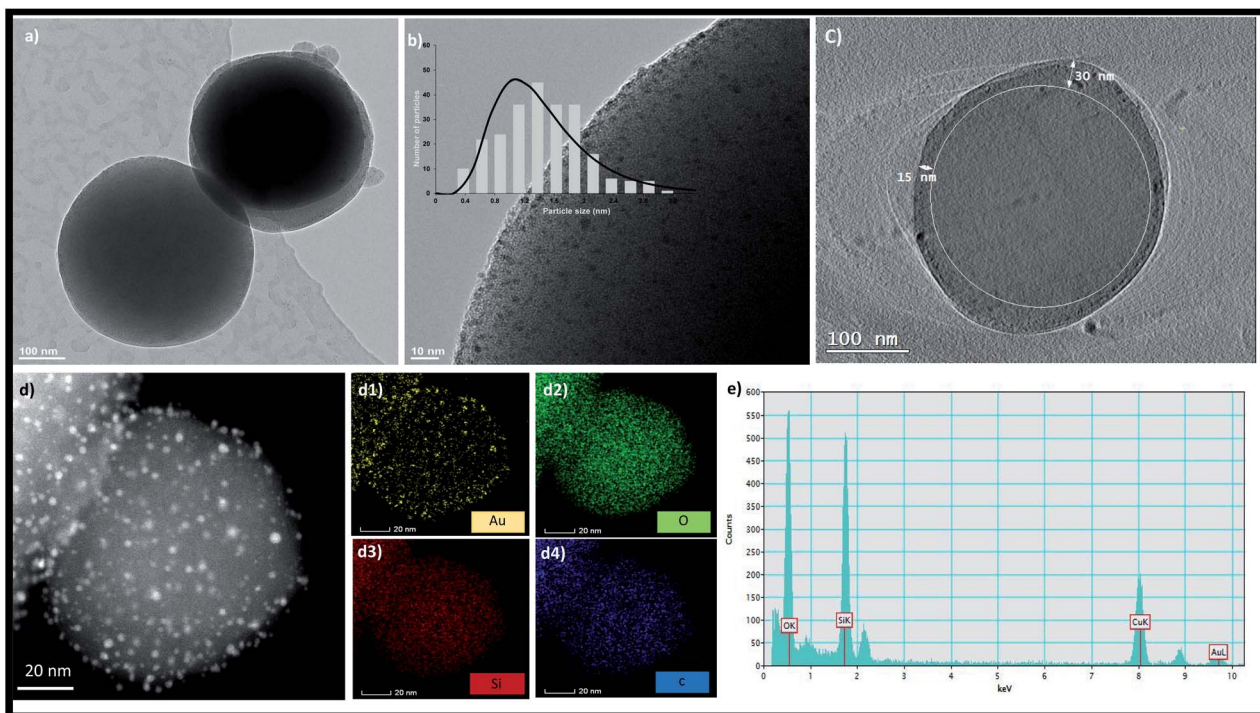 a)
100 nm
b)
60
50
40
30
20
10
0
Number of particles
0 0.4 0.8 1.2 1.6 2 2.4 2.8 3.0
Particle size (nm)
10 nm
C)
30 nm
15 nm
100 nm
d)
20 nm
d1)
20 nm
Au
d2)
20 nm
O
d3)
20 nm
Si
d4)
20 nm
c
e)
600
550
500
450
400
350
300
250
200
150
100
50
0
Counts
OK
SiK
CuK
AuL
0 1 2 3 4 5 6 7 8 9 10
keV